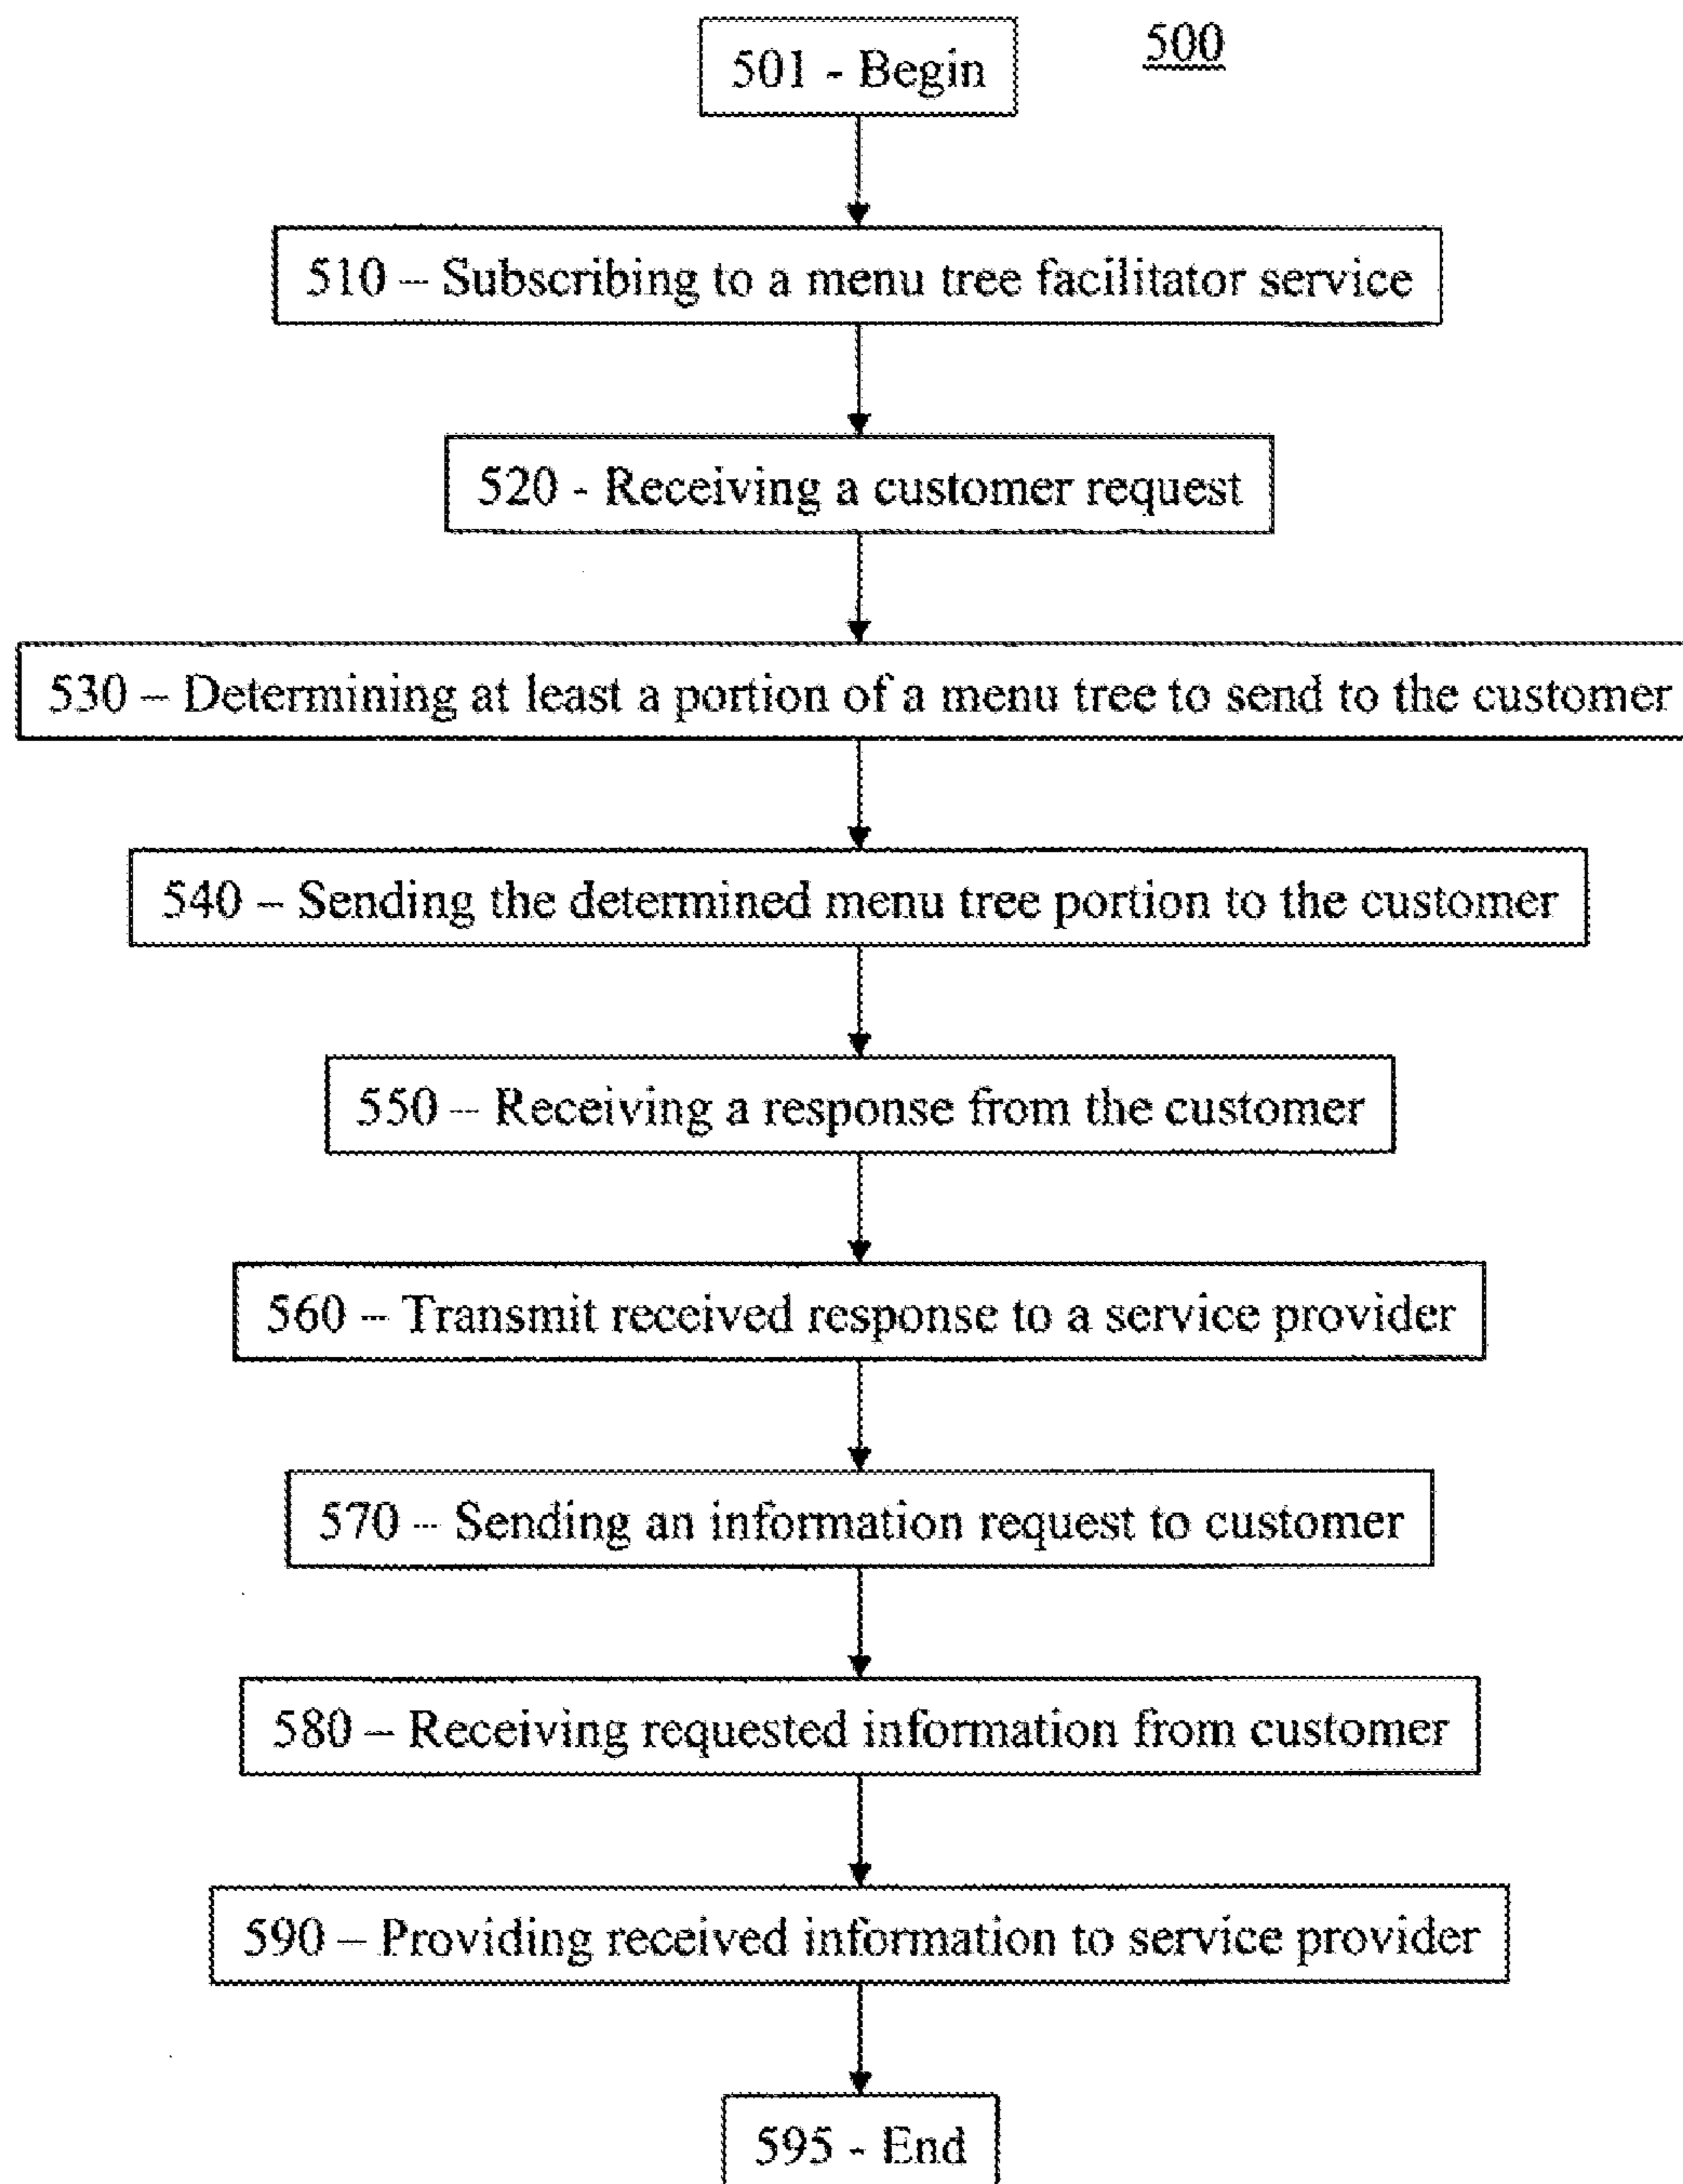 501 - Begin
500
510 – Subscribing to a menu tree facilitator service
520 - Receiving a customer request
530 – Determining at least a portion of a menu tree to send to the customer
540 – Sending the determined menu tree portion to the customer
550 – Receiving a response from the customer
560 – Transmit received response to a service provider
570 – Sending an information request to customer
580 – Receiving requested information from customer
590 – Providing received information to service provider
595 - End